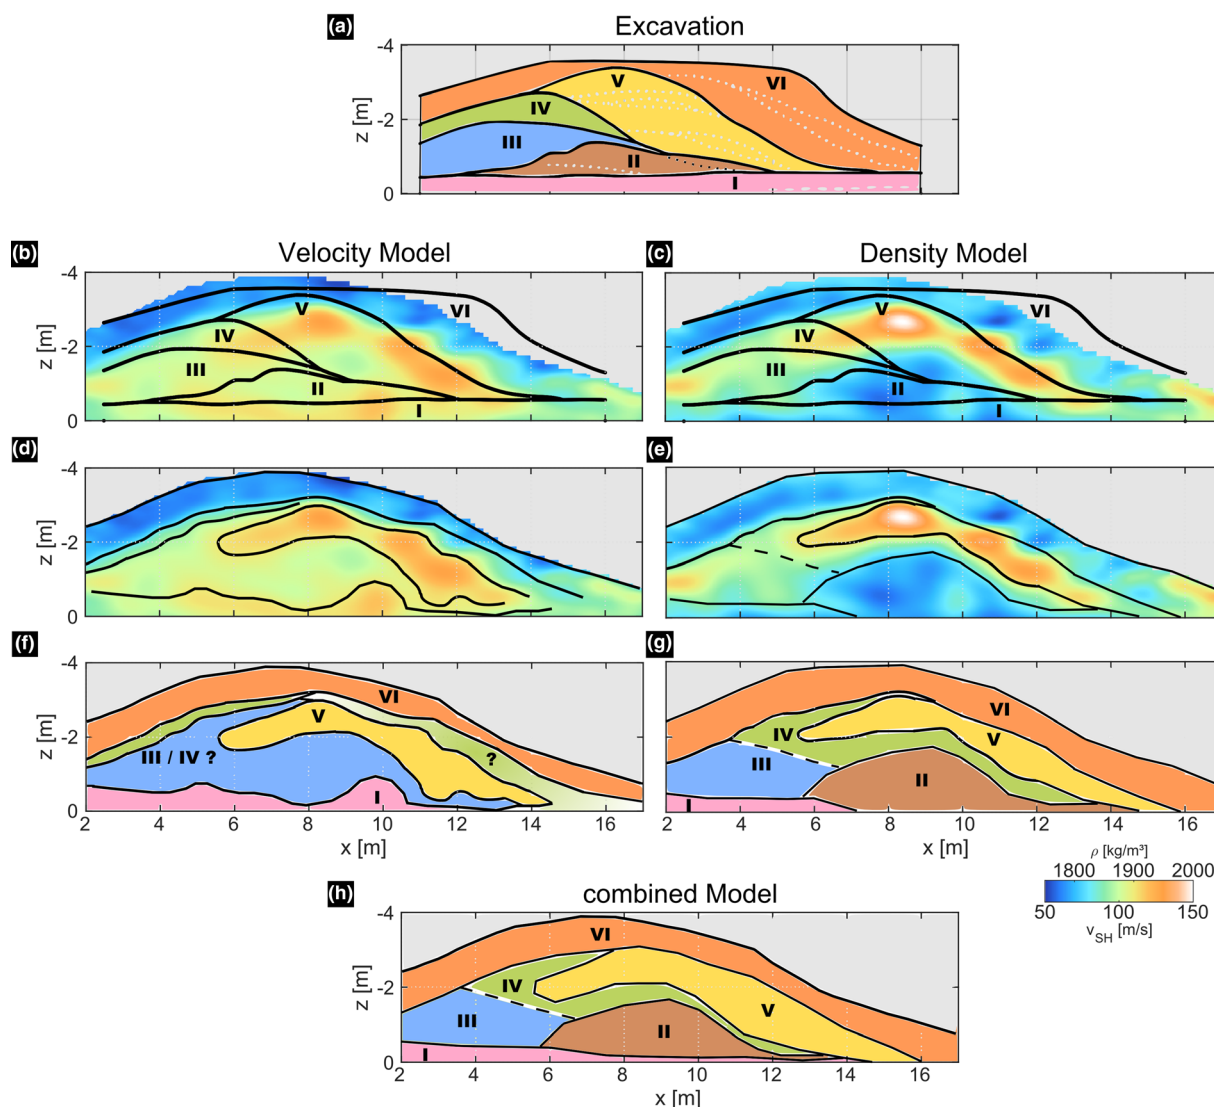 (a) Excavation
-4
-2
0
z [m]
V
VI
IV
III
II
I
(b) Velocity Model
-4
-2
0
z [m]
V
VI
IV
III
II
I
(c) Density Model
-4
-2
0
V
VI
IV
III
II
I
(d)
-4
-2
0
z [m]
(e)
(f)
-4
-2
0
z [m]
VI
V
III / IV ?
?
I
2 4 6 8 10 12 14 16
x [m]
(g)
VI
IV
V
III
II
I
2 4 6 8 10 12 14 16
x [m]
ρ [kg/m³]
1800 1900 2000
50 100 150
vSH [m/s]
(h) combined Model
-4
-2
0
z [m]
VI
IV
V
III
II
I
2 4 6 8 10 12 14 16
x [m]